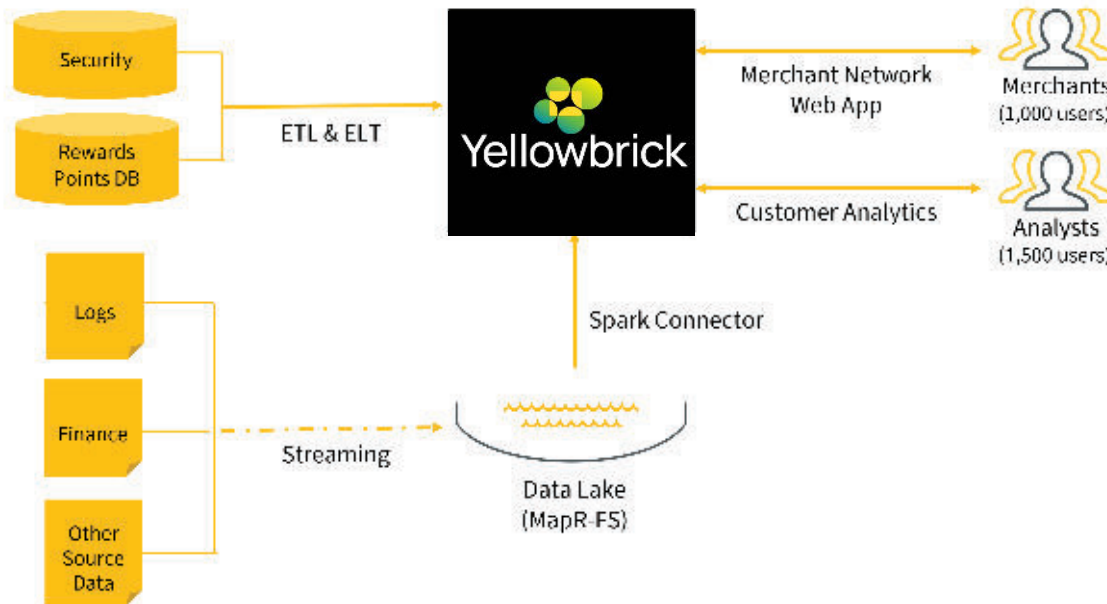 Security
Rewards
Points DB
ETL & ELT
Yellowbrick
Merchant Network
Web App
Merchants
(1,000 users)
Customer Analytics
Analysts
(1,500 users)
Logs
Finance
Other
Source
Data
Streaming
Spark Connector
Data Lake
(MapR-FS)